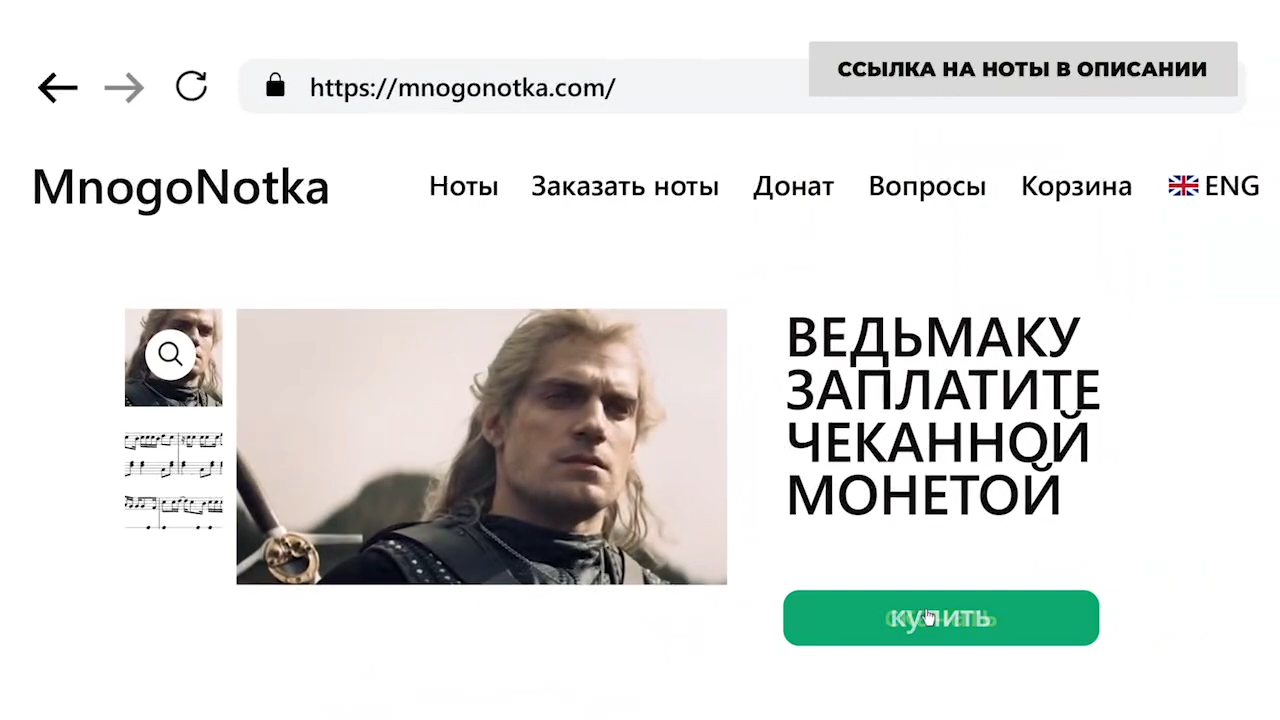 ССЫЛКА НА НОТЫ В ОПИСАНИИ
https://mnogonotka.com/
MnogoNotka
Ноты Заказать ноты Донат Вопросы Корзина ENG
ВЕДЬМАКУ
ЗАПЛАТИТЕ
ЧЕКАННОЙ
МОНЕТОЙ